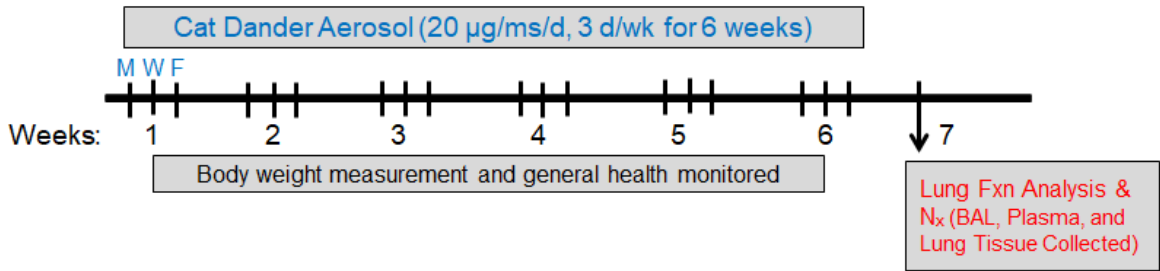 Cat Dander Aerosol (20 µg/ms/d, 3 d/wk for 6 weeks)
M W F
Weeks: 1 2 3 4 5 6 7
Body weight measurement and general health monitored
Lung Fxn Analysis &
Nx (BAL, Plasma, and
Lung Tissue Collected)